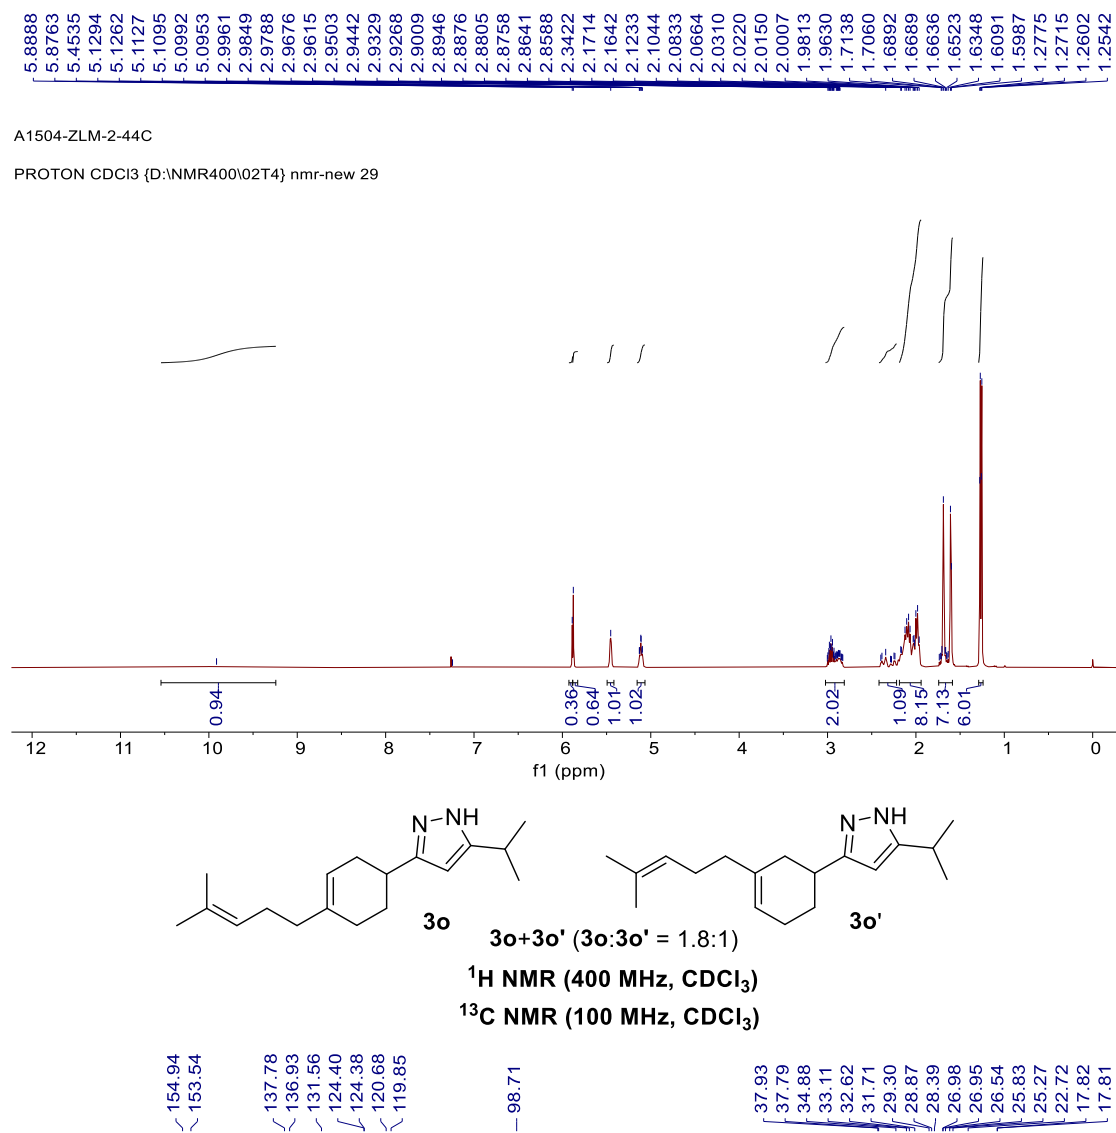 5.8888 5.8763 5.4535 5.1294 5.1262 5.1127 5.1095 5.0992 5.0953 2.9961 2.9849 2.9788 2.9676 2.9615 2.9503 2.9442 2.9329 2.9268 2.9009 2.8946 2.8876 2.8805 2.8758 2.8641 2.8588 2.3422 2.1714 2.1642 2.1233 2.1044 2.0833 2.0664 2.0310 2.0220 2.0150 2.0007 1.9813 1.9630 1.7138 1.7060 1.6892 1.6689 1.6636 1.6523 1.6348 1.6091 1.5987 1.2775 1.2715 1.2602 1.2542
A1504-ZLM-2-44C
PROTON CDCl3 {D:\NMR400\02T4} nmr-new 29
0.94 0.36 0.64 1.01 1.02 2.02 1.09 8.15 7.13 6.01
12 11 10 9 8 7 6 5 4 3 2 1 0
f1 (ppm)
N NH N NH
3o 3o'
3o+3o' (3o:3o' = 1.8:1)
¹H NMR (400 MHz, CDCl₃)
¹³C NMR (100 MHz, CDCl₃)
154.94 153.54 137.78 136.93 131.56 124.40 124.38 120.68 119.85 98.71 37.93 37.79 34.88 33.11 32.62 31.71 29.30 28.87 28.39 26.98 26.95 26.54 25.83 25.27 22.72 17.82 17.81